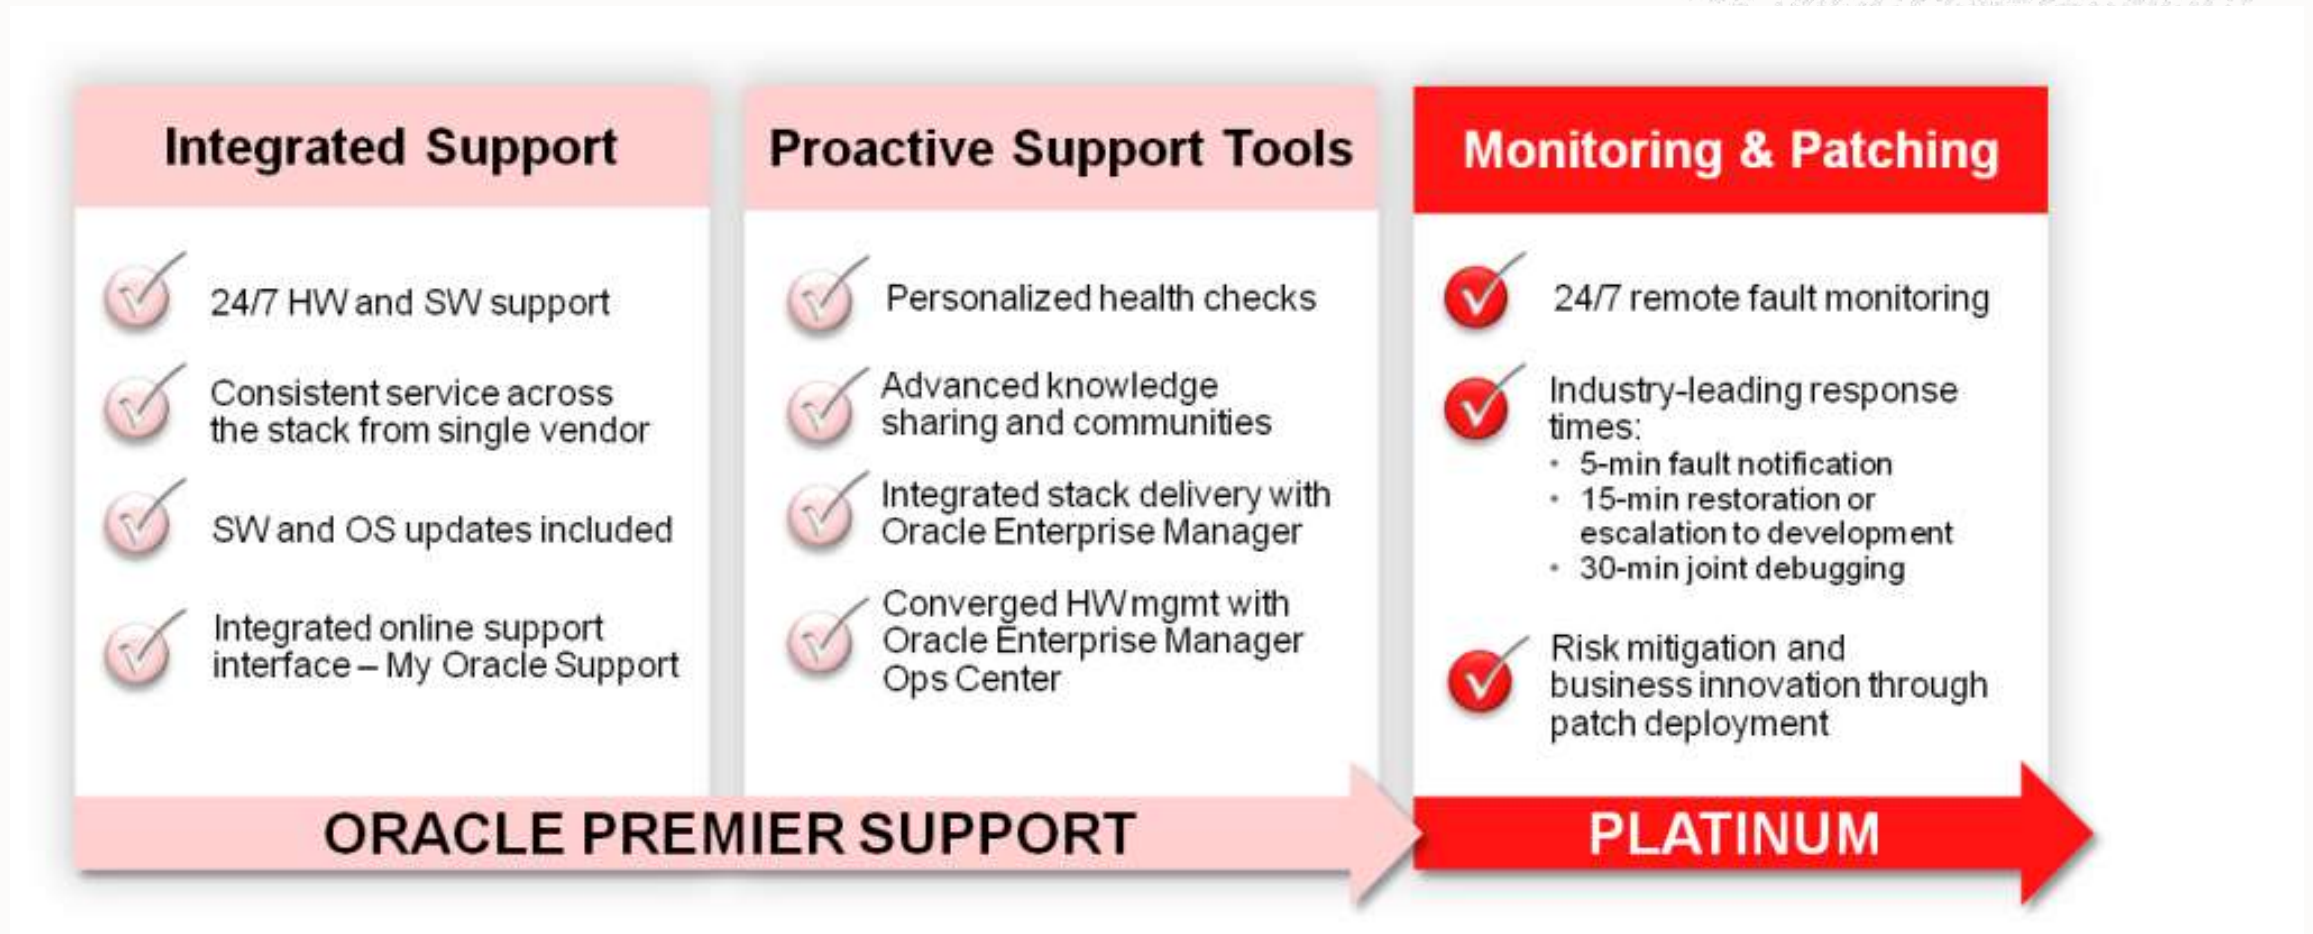 Integrated Support
24/7 HW and SW support
Consistent service across
the stack from single vendor
SW and OS updates included
Integrated online support
interface – My Oracle Support
Proactive Support Tools
Personalized health checks
Advanced knowledge
sharing and communities
Integrated stack delivery with
Oracle Enterprise Manager
Converged HW mgmt with
Oracle Enterprise Manager
Ops Center
Monitoring & Patching
24/7 remote fault monitoring
Industry-leading response
times:
• 5-min fault notification
• 15-min restoration or
escalation to development
• 30-min joint debugging
Risk mitigation and
business innovation through
patch deployment
ORACLE PREMIER SUPPORT
PLATINUM